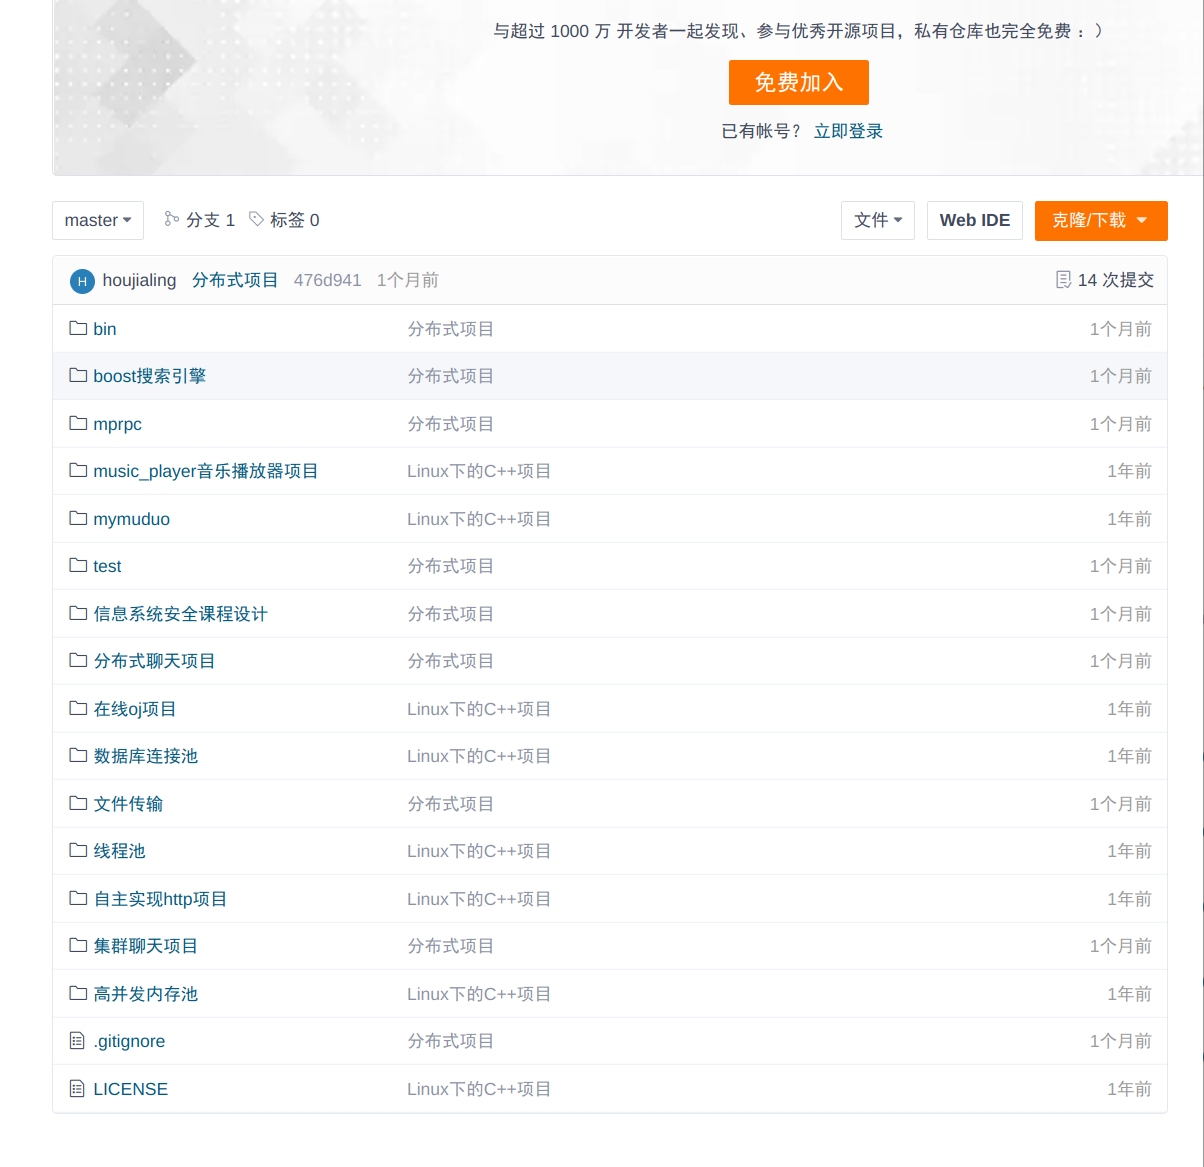 与超过 1000 万 开发者一起发现、参与优秀开源项目，私有仓库也完全免费 ：）
免费加入
已有帐号？ 立即登录
master 分支 1 标签 0 文件 Web IDE 克隆/下载
H houjialing 分布式项目 476d941 1个月前 14 次提交
bin 分布式项目 1个月前
boost搜索引擎 分布式项目 1个月前
mprpc 分布式项目 1个月前
music_player音乐播放器项目 Linux下的C++项目 1年前
mymuduo Linux下的C++项目 1年前
test 分布式项目 1个月前
信息系统安全课程设计 分布式项目 1个月前
分布式聊天项目 分布式项目 1个月前
在线oj项目 Linux下的C++项目 1年前
数据库连接池 Linux下的C++项目 1年前
文件传输 分布式项目 1个月前
线程池 Linux下的C++项目 1年前
自主实现http项目 Linux下的C++项目 1年前
集群聊天项目 分布式项目 1个月前
高并发内存池 Linux下的C++项目 1年前
.gitignore 分布式项目 1个月前
LICENSE Linux下的C++项目 1年前